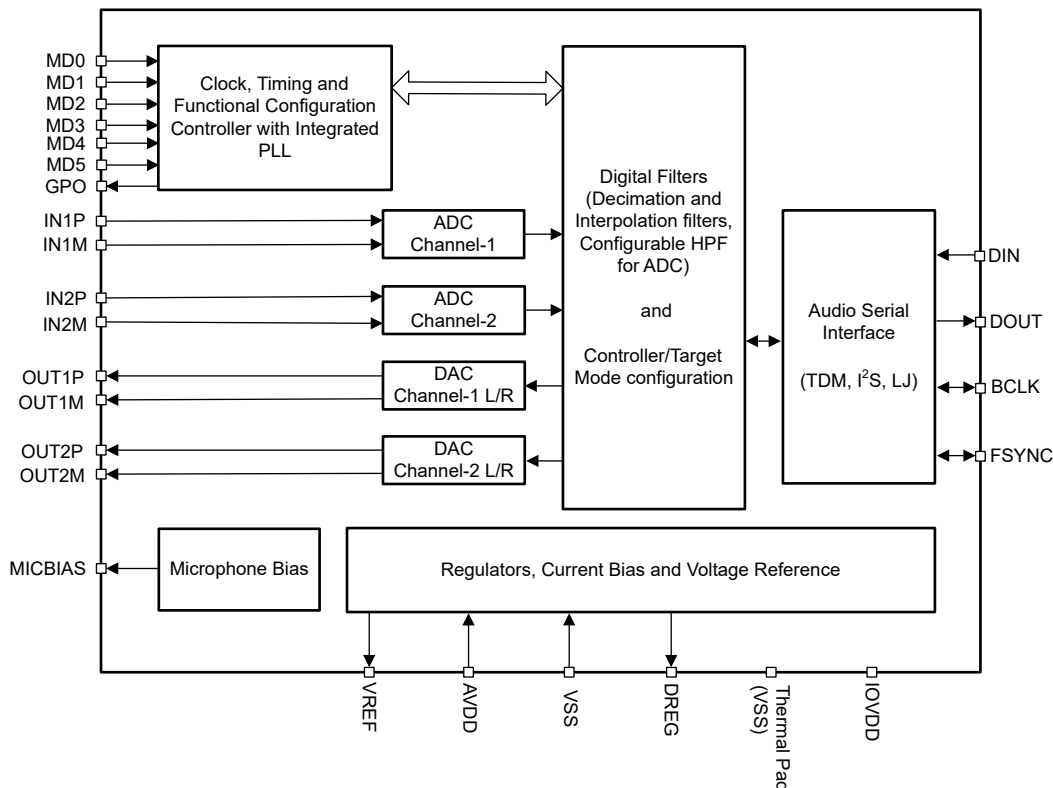 MD0
MD1
MD2
MD3
MD4
MD5
GPO
Clock, Timing and
Functional Configuration
Controller with Integrated
PLL
IN1P
IN1M
ADC
Channel-1
IN2P
IN2M
ADC
Channel-2
OUT1P
OUT1M
DAC
Channel-1 L/R
OUT2P
OUT2M
DAC
Channel-2 L/R
Digital Filters
(Decimation and
Interpolation filters,
Configurable HPF
for ADC)
and
Controller/Target
Mode configuration
Audio Serial
Interface
(TDM, I²S, LJ)
DIN
DOUT
BCLK
FSYNC
MICBIAS
Microphone Bias
Regulators, Current Bias and Voltage Reference
VREF
AVDD
VSS
DREG
Thermal Pad
(VSS)
IOVDD